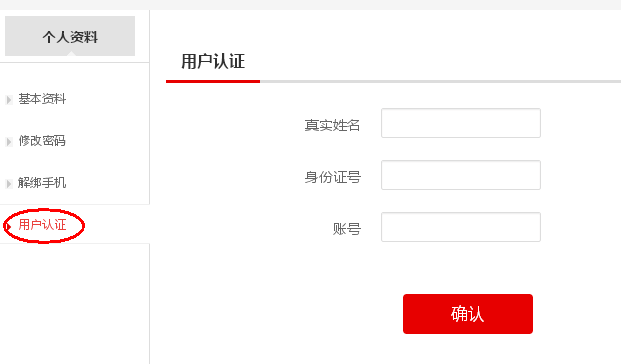 个人资料
基本资料
修改密码
解绑手机
用户认证
用户认证
真实姓名
身份证号
账号
确认